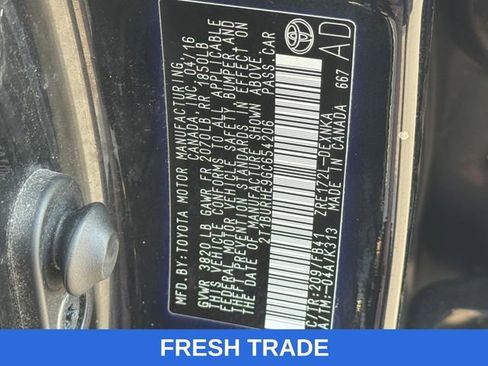 MFD.BY:TOYOTA MOTOR MANUFACTURING
CANADA, INC. 04/16
GVWR 3820 LB GAWR FR 2070LB RR 1850LB
THIS VEHICLE CONFORMS TO ALL APPLICABLE
FEDERAL MOTOR VEHICLE SAFETY, BUMPER, AND
THEFT PREVENTION STANDARDS IN EFFECT ON
THE DATE OF MANUFACTURE SHOWN ABOVE.
2T1BURHE9GC654306 PASS. CAR
C/TR:209/FB41 ZRE172L-DEXNKA
A/TM:-04A/K313 MADE IN CANADA 667
AD
FRESH TRADE